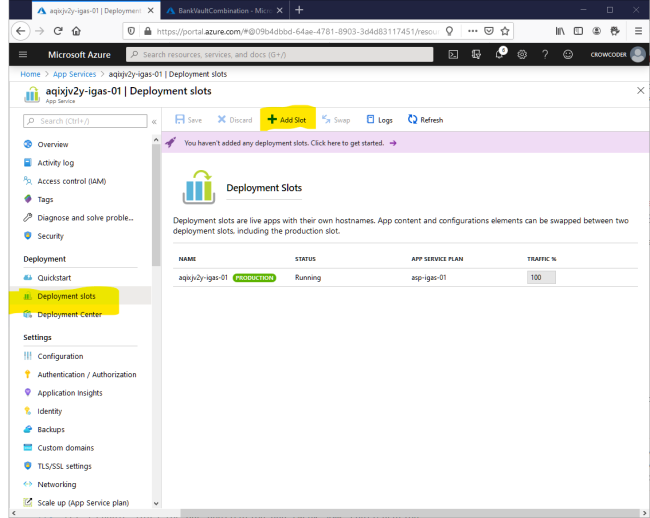 aqixjv2y-igas-01 | Deployment
BankVaultCombination - Micro
https://portal.azure.com/#@09b4dbbd-64ae-4781-8903-3d4d83117451/resou
Microsoft Azure
Search resources, services, and docs (G+/)
CROWCODER
Home > App Services > aqixjv2y-igas-01 | Deployment slots
aqixjv2y-igas-01 | Deployment slots
App Service
Search (Ctrl+/)
Save Discard Add Slot Swap Logs Refresh
You haven't added any deployment slots. Click here to get started. →
Overview
Activity log
Access control (IAM)
Tags
Diagnose and solve proble...
Security
Deployment
Quickstart
Deployment slots
Deployment Center
Settings
Configuration
Authentication / Authorization
Application Insights
Identity
Backups
Custom domains
TLS/SSL settings
Networking
Scale up (App Service plan)
Deployment Slots
Deployment slots are live apps with their own hostnames. App content and configurations elements can be swapped between two
deployment slots, including the production slot.
NAME STATUS APP SERVICE PLAN TRAFFIC %
aqixjv2y-igas-01 PRODUCTION Running asp-igas-01 100